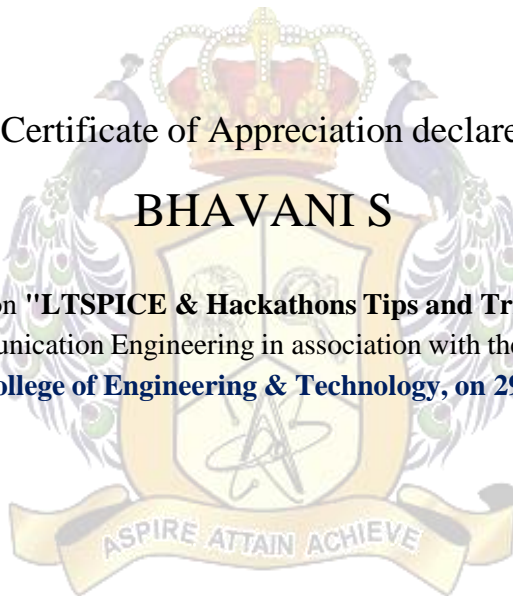 Certificate of Appreciation declare
BHAVANI S
on "LTSPICE & Hackathons Tips and Tr
unication Engineering in association with the
ollege of Engineering & Technology, on 29
ASPIRE ATTAIN ACHIEVE